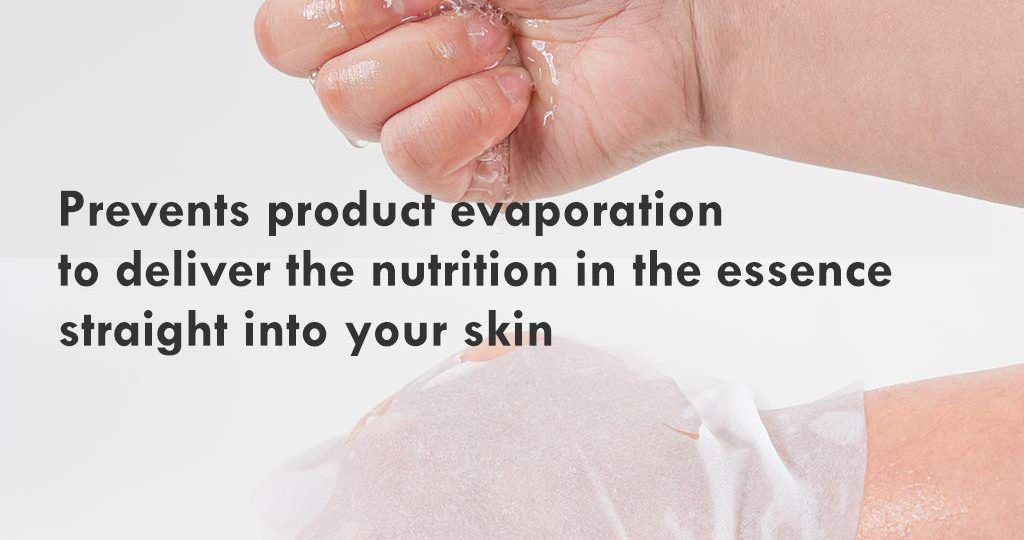 Prevents product evaporation
to deliver the nutrition in the essence
straight into your skin